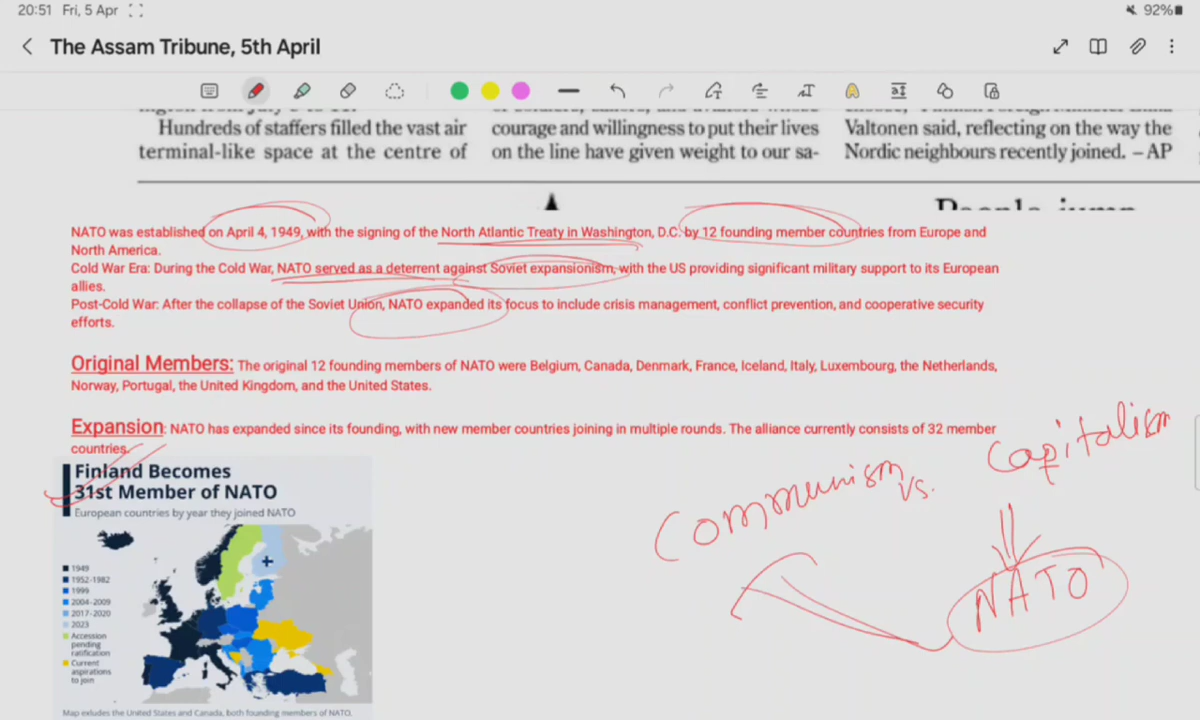 20:51 Fri, 5 Apr
92%
The Assam Tribune, 5th April
Hundreds of staffers filled the vast air
terminal-like space at the centre of
courage and willingness to put their lives
on the line have given weight to our sa-
Valtonen said, reflecting on the way the
Nordic neighbours recently joined. – AP
NATO was established on April 4, 1949, with the signing of the North Atlantic Treaty in Washington, D.C. by 12 founding member countries from Europe and
North America.
Cold War Era: During the Cold War, NATO served as a deterrent against Soviet expansionism, with the US providing significant military support to its European
allies.
Post-Cold War: After the collapse of the Soviet Union, NATO expanded its focus to include crisis management, conflict prevention, and cooperative security
efforts.
Original Members: The original 12 founding members of NATO were Belgium, Canada, Denmark, France, Iceland, Italy, Luxembourg, the Netherlands,
Norway, Portugal, the United Kingdom, and the United States.
Expansion: NATO has expanded since its founding, with new member countries joining in multiple rounds. The alliance currently consists of 32 member
countries.
Communism vs. Capitalism
NATO
Finland Becomes
31st Member of NATO
European countries by year they joined NATO
1949
1952-1982
1999
2004-2009
2017-2020
2023
Accession
pending
ratification
Current
aspirations
to join
Map exludes the United States and Canada, both founding members of NATO.